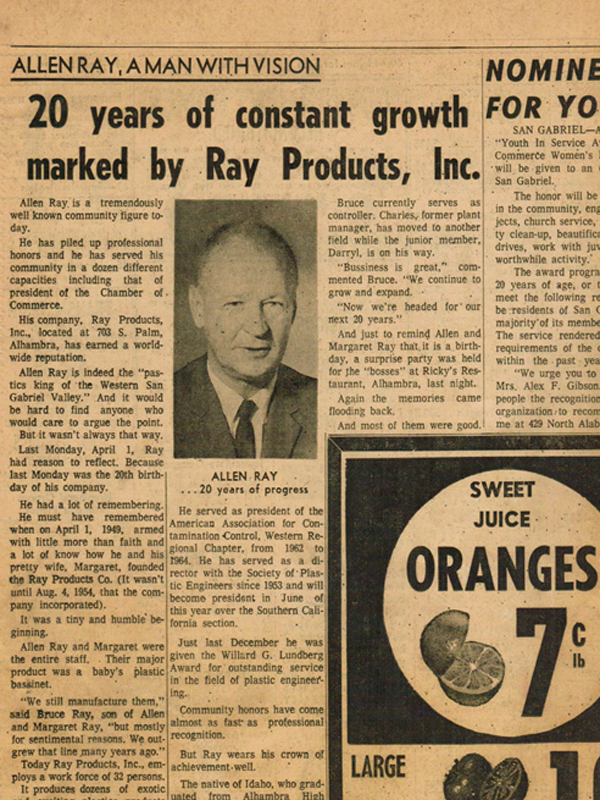 ALLEN RAY, A MAN WITH VISION
20 years of constant growth
marked by Ray Products, Inc.
Allen Ray is a tremendously
well known community figure to-
day.
He has piled up professional
honors and he has served his
community in a dozen different
capacities including that of
president of the Chamber of
Commerce.
His company, Ray Products,
Inc., located at 703 S. Palm,
Alhambra, has earned a world-
wide reputation.
Allen Ray is indeed the "pas-
tics king of the Western San
Gabriel Valley." And it would
be hard to find anyone who
would care to argue the point.
But it wasn't always that way.
Last Monday, April 1, Ray
had reason to reflect. Because
last Monday was the 20th birth-
day of his company.
He had a lot of remembering.
He must have remembered
when on April 1, 1949, armed
with little more than faith and
a lot of know how he and his
pretty wife, Margaret, founded
the Ray Products Co. (It wasn't
until Aug. 4, 1954, that the com-
pany incorporated).
It was a tiny and humble be-
ginning.
Allen Ray and Margaret were
the entire staff. Their major
product was a baby's plastic
bassinet.
"We still manufacture them,"
said Bruce Ray, son of Allen
and Margaret Ray, "but mostly
for sentimental reasons. We out-
grew that line many years ago."
Today Ray Products, Inc., em-
ploys a work force of 32 persons.
It produces dozens of exotic
ALLEN RAY
...20 years of progress
He served as president of the
American Association for Con-
tamination Control, Western Re-
gional Chapter, from 1962 to
1964. He has served as a di-
rector with the Society of Plas-
tic Engineers since 1953 and will
become president in June of
this year over the Southern Cali-
fornia section.
Just last December he was
given the Willard G. Lundberg
Award for outstanding service
in the field of plastic engineer-
ing.
Community honors have come
almost as fast as professional
recognition.
But Ray wears his crown of
achievement well.
The native of Idaho, who grad-
uated from Alhambra High
Bruce currently serves as
controller. Charles, former plant
manager, has moved to another
field while the junior member,
Darryl, is on his way.
"Bussiness is great," com-
mented Bruce. "We continue to
grow and expand.
"Now we're headed for our
next 20 years."
And just to remind Allen and
Margaret Ray that it is a birth-
day, a surprise party was held
for the "bosses" at Ricky's Res-
taurant, Alhambra, last night.
Again the memories came
flooding back.
And most of them were good.
NOMINE
FOR YO
SAN GABRIEL—A
"Youth In Service A
Commerce Women's
will be given to an
San Gabriel.
The honor will be
in the community, eng
jects, church service,
ty clean-up, beautific
drives, work with juv
worthwhile activity."
The award progra
20 years of age, or
meet the following re
be residents of San G
majority of its membe
The service rendered
requirements of the
within the past yea
"We urge you to
Mrs. Alex F. Gibson,
people the recognition
organization to recom
me at 429 North Alab
SWEET
JUICE
ORANGES
7c
lb
LARGE